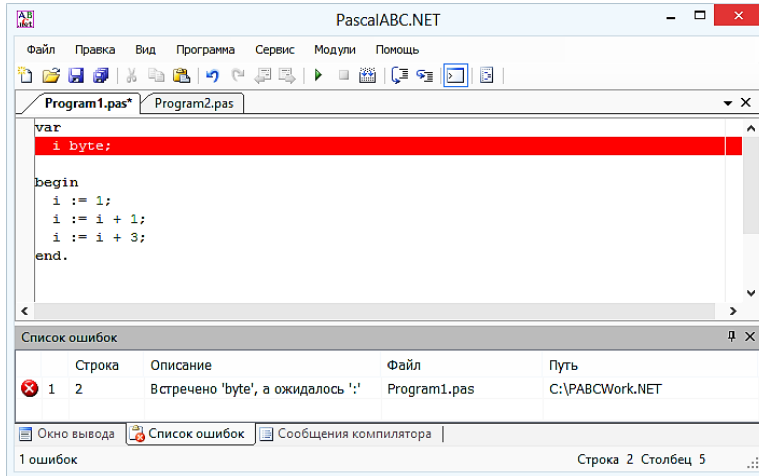 PascalABC.NET
Файл Правка Вид Программа Сервис Модули Помощь
Program1.pas* Program2.pas
var
i byte;
begin
i := 1;
i := i + 1;
i := i + 3;
end.
Список ошибок
Строка Описание Файл Путь
1 2 Встречено 'byte', а ожидалось ':' Program1.pas C:\PABCWork.NET
Окно вывода Список ошибок Сообщения компилятора
1 ошибок Строка 2 Столбец 5